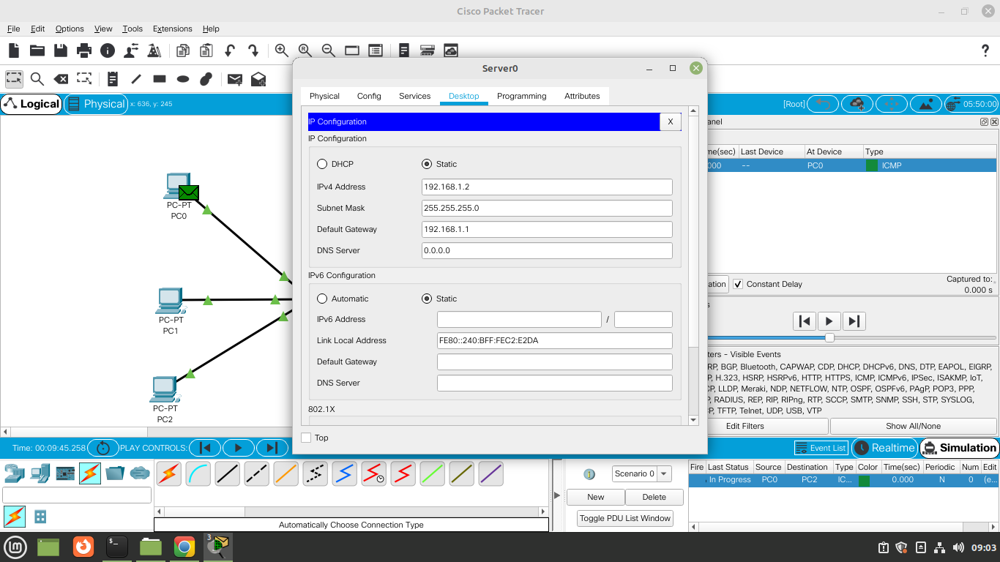 Cisco Packet Tracer
File Edit Options View Tools Extensions Help
?
Logical Physical x: 636, y: 245
[Root] 05:50:00
PC-PT
PC0
PC-PT
PC1
PC-PT
PC2
Server0
Physical Config Services Desktop Programming Attributes
IP Configuration X
IP Configuration
DHCP Static
IPv4 Address 192.168.1.2
Subnet Mask 255.255.255.0
Default Gateway 192.168.1.1
DNS Server 0.0.0.0
IPv6 Configuration
Automatic Static
IPv6 Address /
Link Local Address FE80::240:BFF:FEC2:E2DA
Default Gateway
DNS Server
802.1X
Top
anel
me(sec) Last Device At Device Type
000 -- PC0 ICMP
ation Constant Delay Captured to:
0.000 s
s
ters - Visible Events
RP, BGP, Bluetooth, CAPWAP, CDP, DHCP, DHCPv6, DNS, DTP, EAPOL, EIGRP,
P, H.323, HSRP, HSRPv6, HTTP, HTTPS, ICMP, ICMPv6, IPSec, ISAKMP, IoT,
CP, LLDP, Meraki, NDP, NETFLOW, NTP, OSPF, OSPFv6, PAgP, POP3, PPP,
P, RADIUS, REP, RIP, RIPng, RTP, SCCP, SMTP, SNMP, SSH, STP, SYSLOG,
P, TFTP, Telnet, UDP, USB, VTP
Edit Filters Show All/None
Time: 00:09:45.258 PLAY CONTROLS:
Event List Realtime Simulation
Automatically Choose Connection Type
Scenario 0
New Delete
Toggle PDU List Window
Fire Last Status Source Destination Type Color Time(sec) Periodic Num Edit
In Progress PC0 PC2 IC... 0.000 N 0 (e...
3
09:03